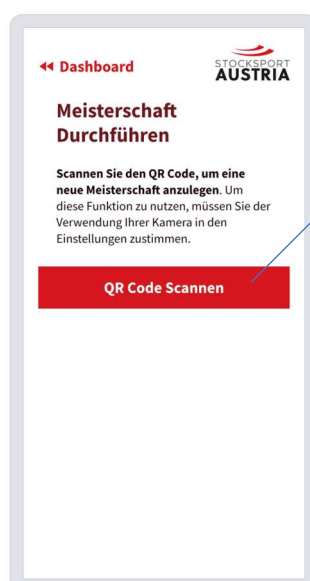 Dashboard
STOCKSPORT
AUSTRIA
Meisterschaft
Durchführen
Scannen Sie den QR Code, um eine
neue Meisterschaft anzulegen. Um
diese Funktion zu nutzen, müssen Sie der
Verwendung Ihrer Kamera in den
Einstellungen zustimmen.
QR Code Scannen